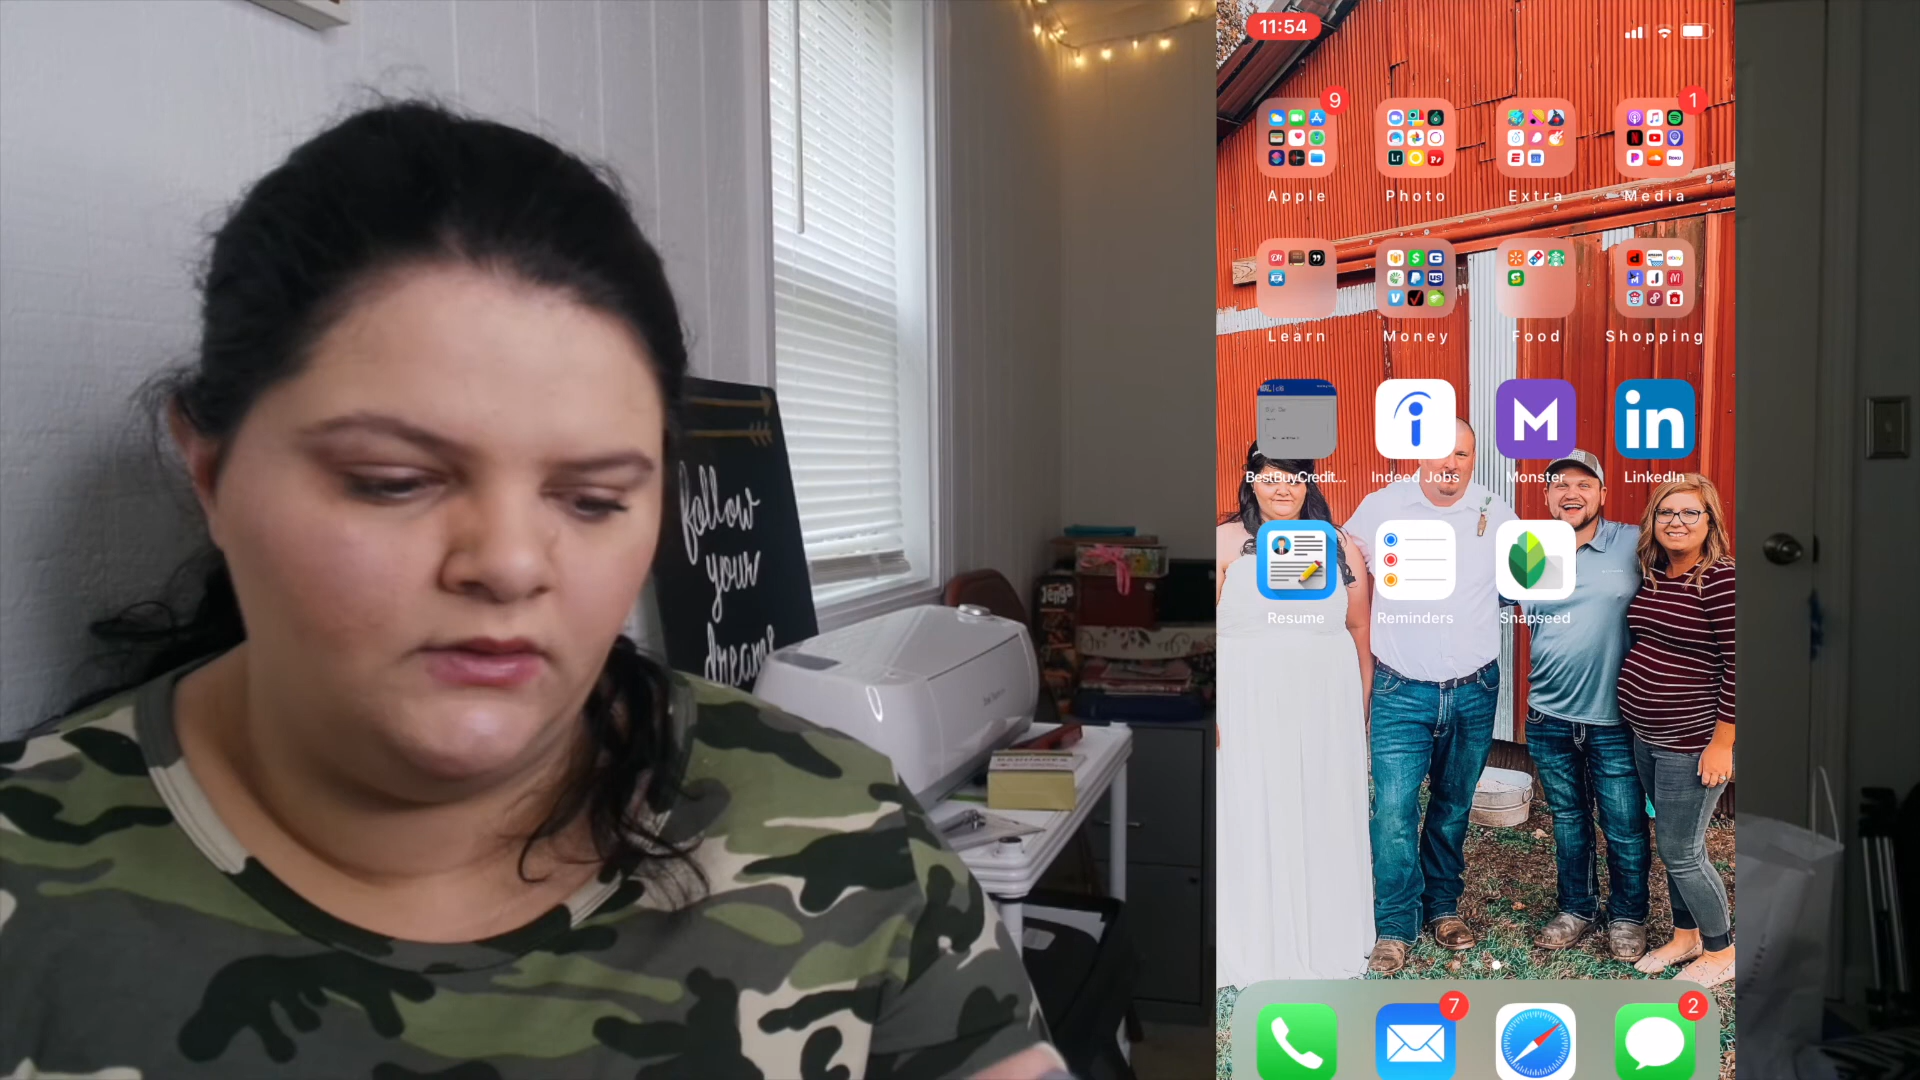 follow
your
dreams
Jenga
11:54
9
1
Apple
Photo
Extra
Media
Learn
Money
Food
Shopping
BestBuyCredit...
Indeed Jobs
Monster
LinkedIn
Resume
Reminders
Snapseed
7
2